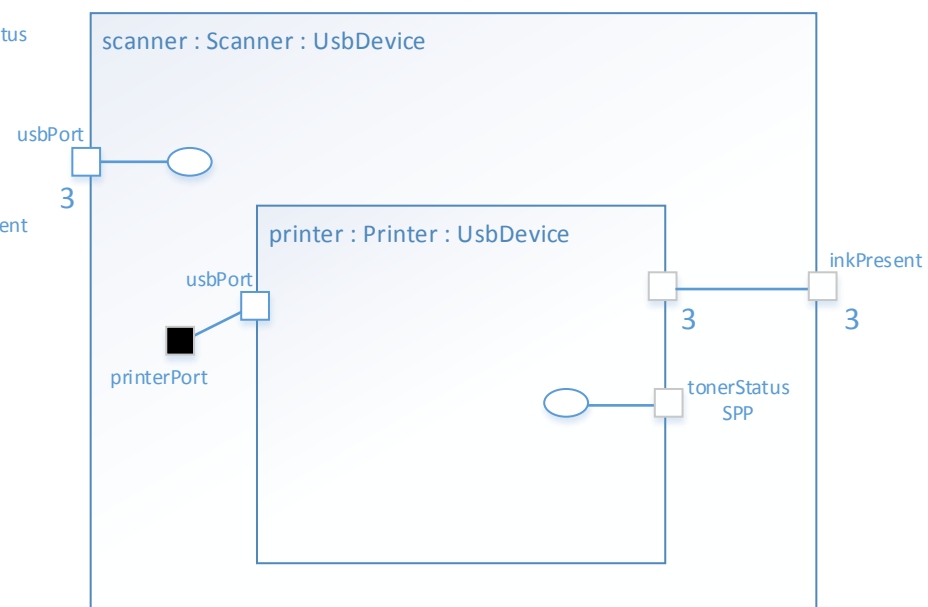 tus
scanner : Scanner : UsbDevice
usbPort
3
ent
printer : Printer : UsbDevice
inkPresent
usbPort
3
3
printerPort
tonerStatus
SPP